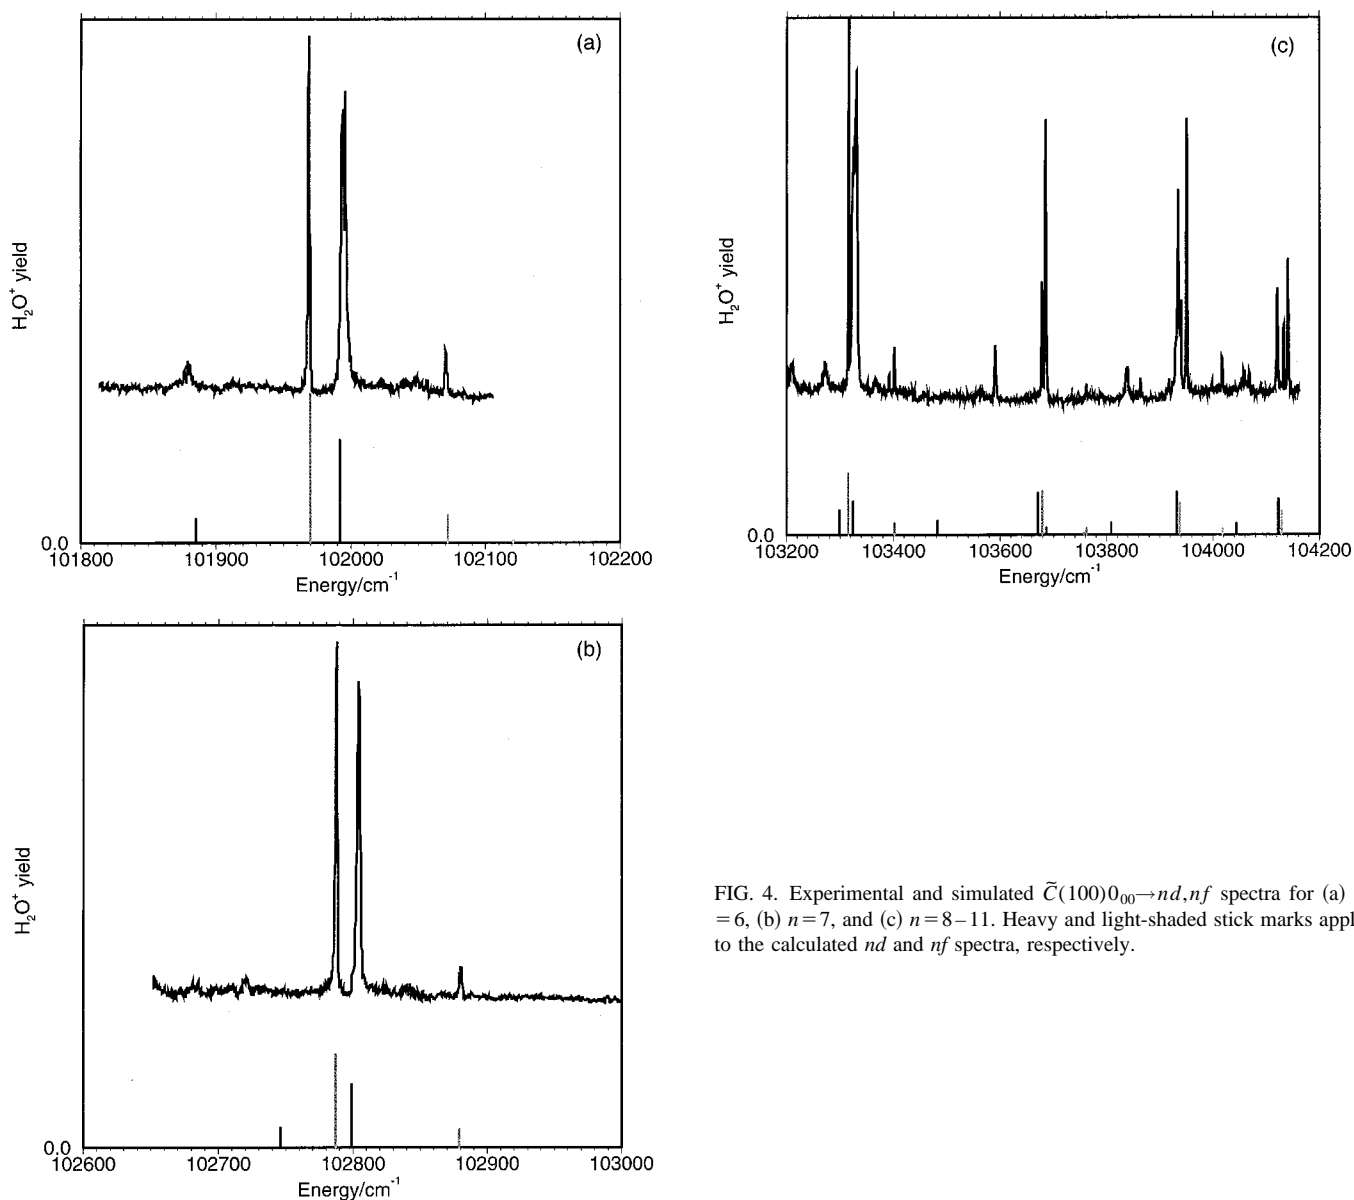 (a)
H₂O⁺ yield
0.0
101800 101900 102000 102100 102200
Energy/cm⁻¹
(c)
H₂O⁺ yield
0.0
103200 103400 103600 103800 104000 104200
Energy/cm⁻¹
(b)
H₂O⁺ yield
0.0
102600 102700 102800 102900 103000
Energy/cm⁻¹
FIG. 4. Experimental and simulated C̃(100)0₀₀→nd,nf spectra for (a)
=6, (b) n=7, and (c) n=8–11. Heavy and light-shaded stick marks appl
to the calculated nd and nf spectra, respectively.